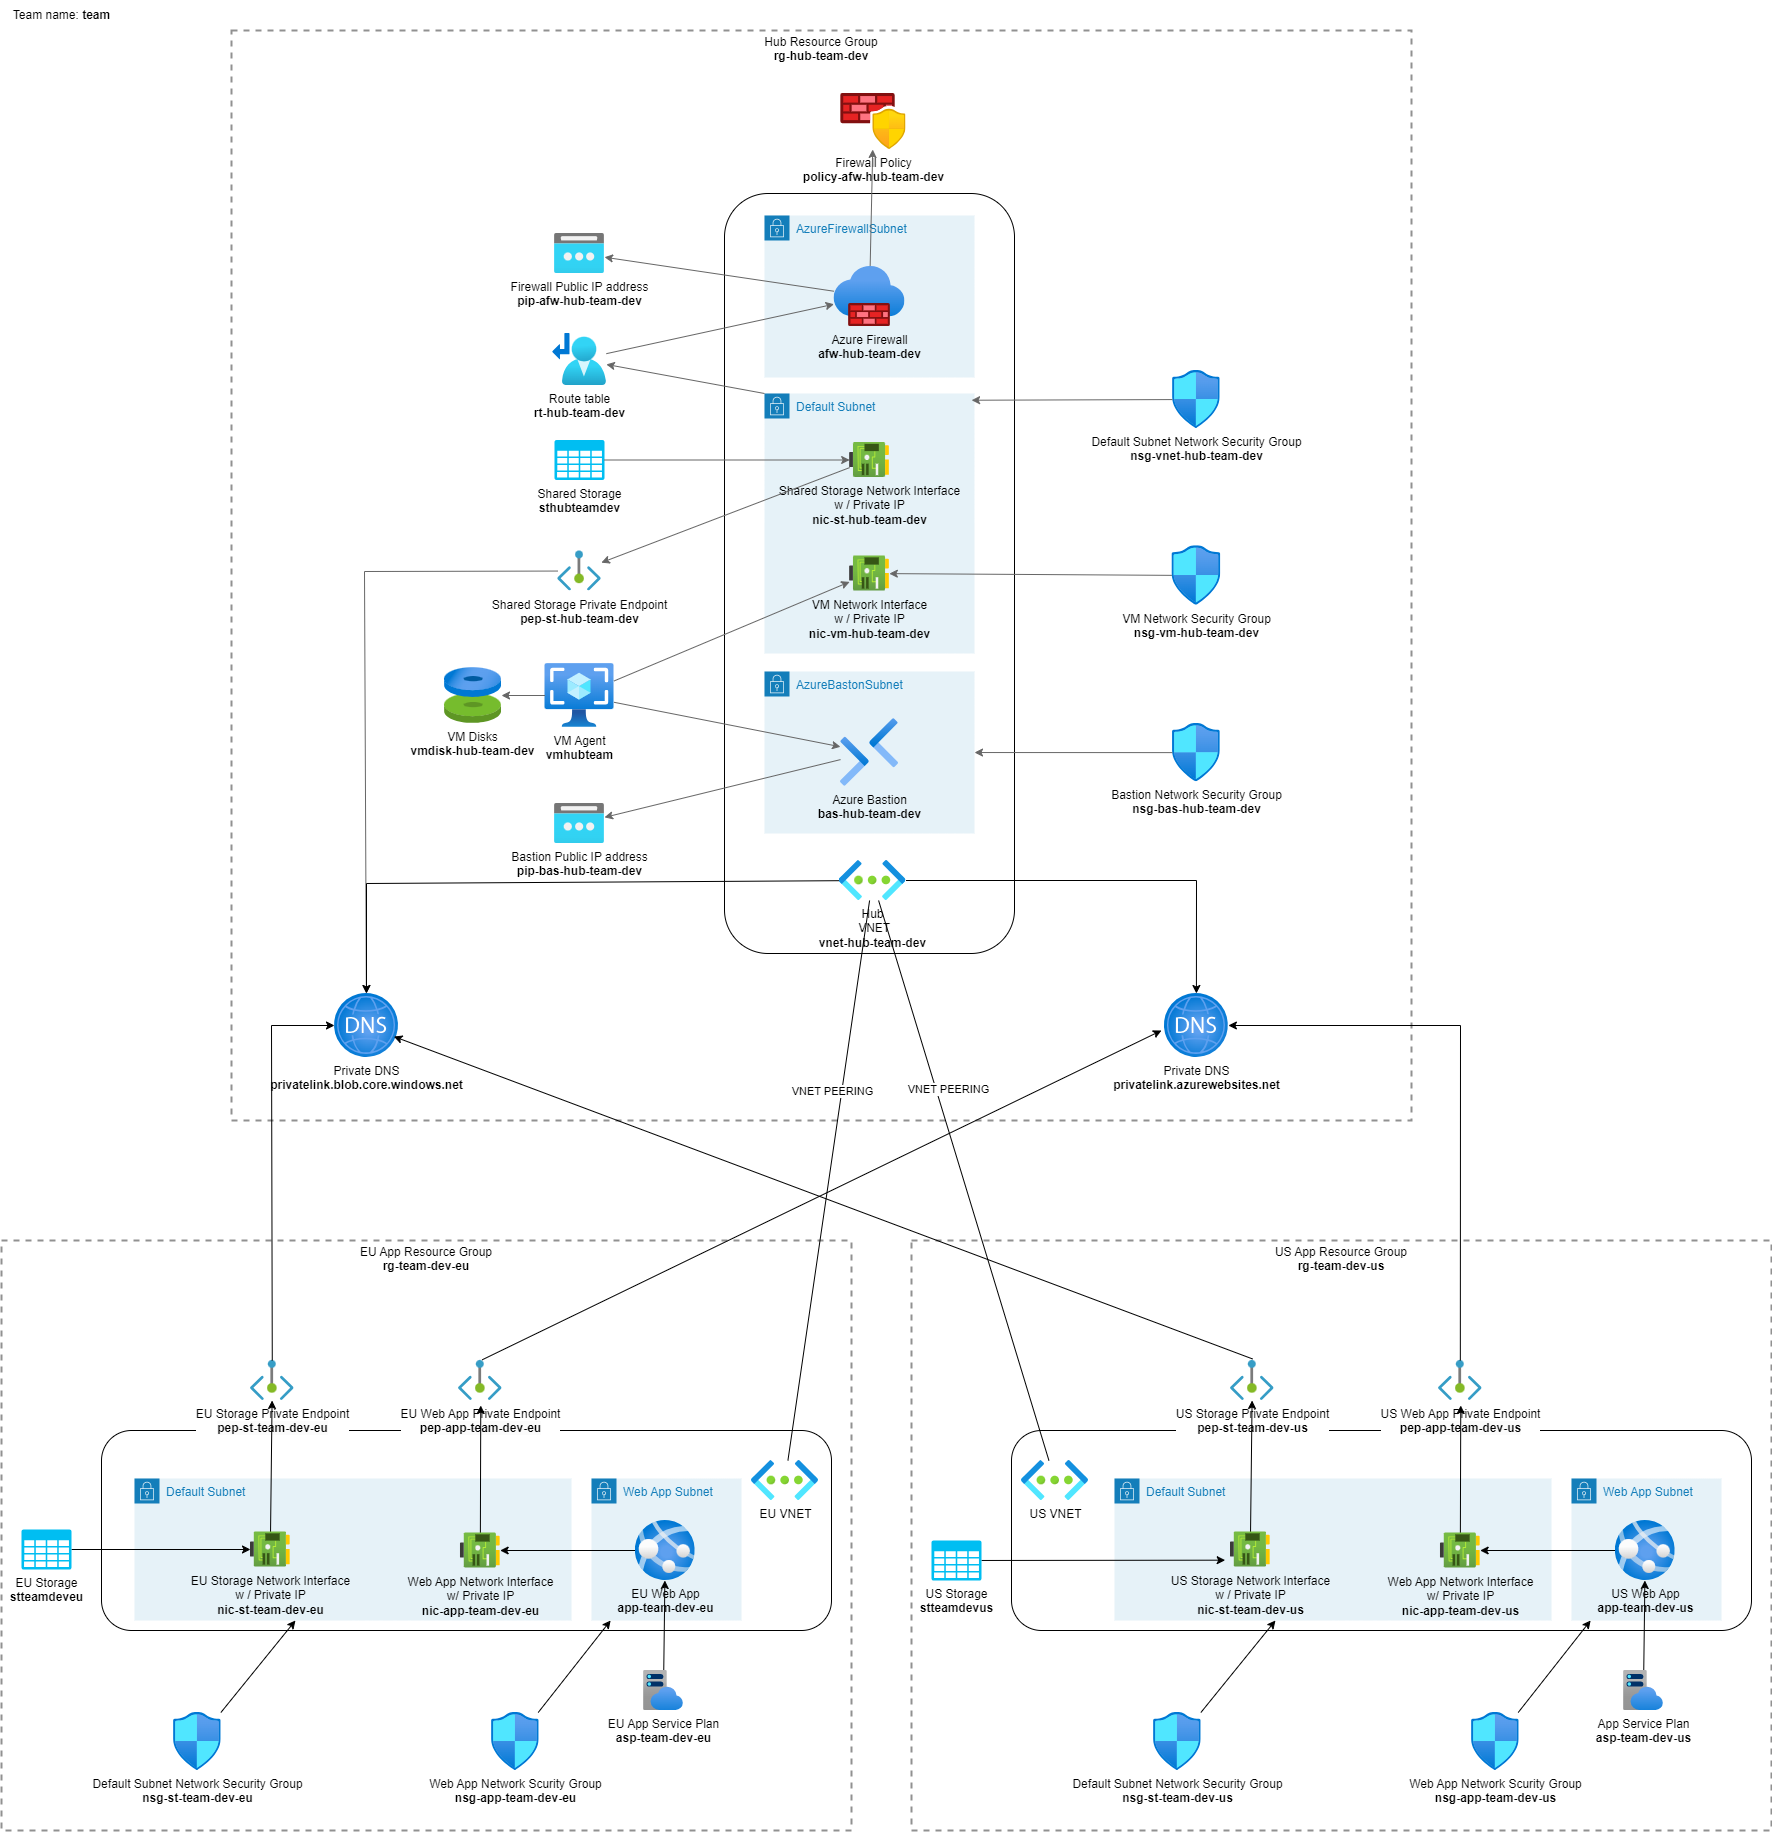 Team name: team
Hub Resource Group
rg-hub-team-dev
Firewall Policy
policy-afw-hub-team-dev
AzureFirewallSubnet
Firewall Public IP address
pip-afw-hub-team-dev
Azure Firewall
afw-hub-team-dev
Route table
rt-hub-team-dev
Default Subnet
Default Subnet Network Security Group
nsg-vnet-hub-team-dev
Shared Storage
sthubteamdev
Shared Storage Network Interface
w / Private IP
nic-st-hub-team-dev
Shared Storage Private Endpoint
pep-st-hub-team-dev
VM Network Interface
w / Private IP
nic-vm-hub-team-dev
VM Network Security Group
nsg-vm-hub-team-dev
AzureBastonSubnet
VM Disks
vmdisk-hub-team-dev
VM Agent
vmhubteam
Azure Bastion
bas-hub-team-dev
Bastion Network Security Group
nsg-bas-hub-team-dev
Bastion Public IP address
pip-bas-hub-team-dev
Hub
VNET
vnet-hub-team-dev
DNS
Private DNS
privatelink.blob.core.windows.net
DNS
Private DNS
privatelink.azurewebsites.net
VNET PEERING
VNET PEERING
EU App Resource Group
rg-team-dev-eu
EU Storage Private Endpoint
pep-st-team-dev-eu
EU Web App Private Endpoint
pep-app-team-dev-eu
Default Subnet
Web App Subnet
EU VNET
EU Storage
stteamdeveu
EU Storage Network Interface
w / Private IP
nic-st-team-dev-eu
Web App Network Interface
w/ Private IP
nic-app-team-dev-eu
EU Web App
app-team-dev-eu
EU App Service Plan
asp-team-dev-eu
Default Subnet Network Security Group
nsg-st-team-dev-eu
Web App Network Scurity Group
nsg-app-team-dev-eu
US App Resource Group
rg-team-dev-us
US Storage Private Endpoint
pep-st-team-dev-us
US Web App Private Endpoint
pep-app-team-dev-us
US VNET
Default Subnet
Web App Subnet
US Storage
stteamdevus
US Storage Network Interface
w / Private IP
nic-st-team-dev-us
Web App Network Interface
w/ Private IP
nic-app-team-dev-us
US Web App
app-team-dev-us
App Service Plan
asp-team-dev-us
Default Subnet Network Security Group
nsg-st-team-dev-us
Web App Network Scurity Group
nsg-app-team-dev-us